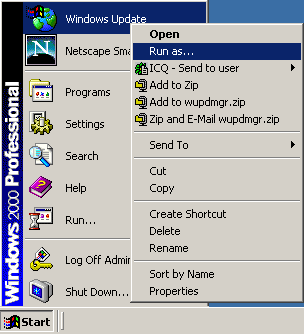 Windows Update
Netscape Sma
Programs
Settings
Search
Help
Run...
Log Off Admi
Shut Down...
Windows 2000 Professional
Start
Open
Run as...
ICQ - Send to user
Add to Zip
Add to wupdmgr.zip
Zip and E-Mail wupdmgr.zip
Send To
Cut
Copy
Create Shortcut
Delete
Rename
Sort by Name
Properties